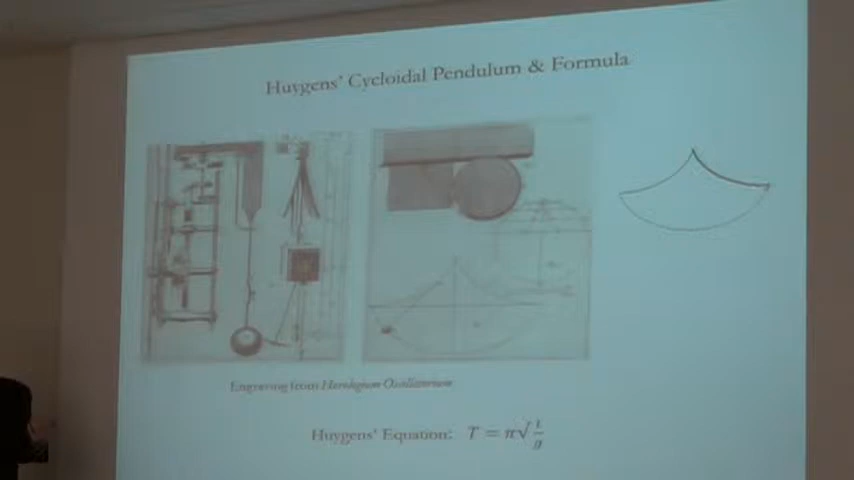 Huygens' Cycloidal Pendulum & Formula
Engraving from Horologium Oscillatorium
Huygens' Equation: T = π√(l/g)